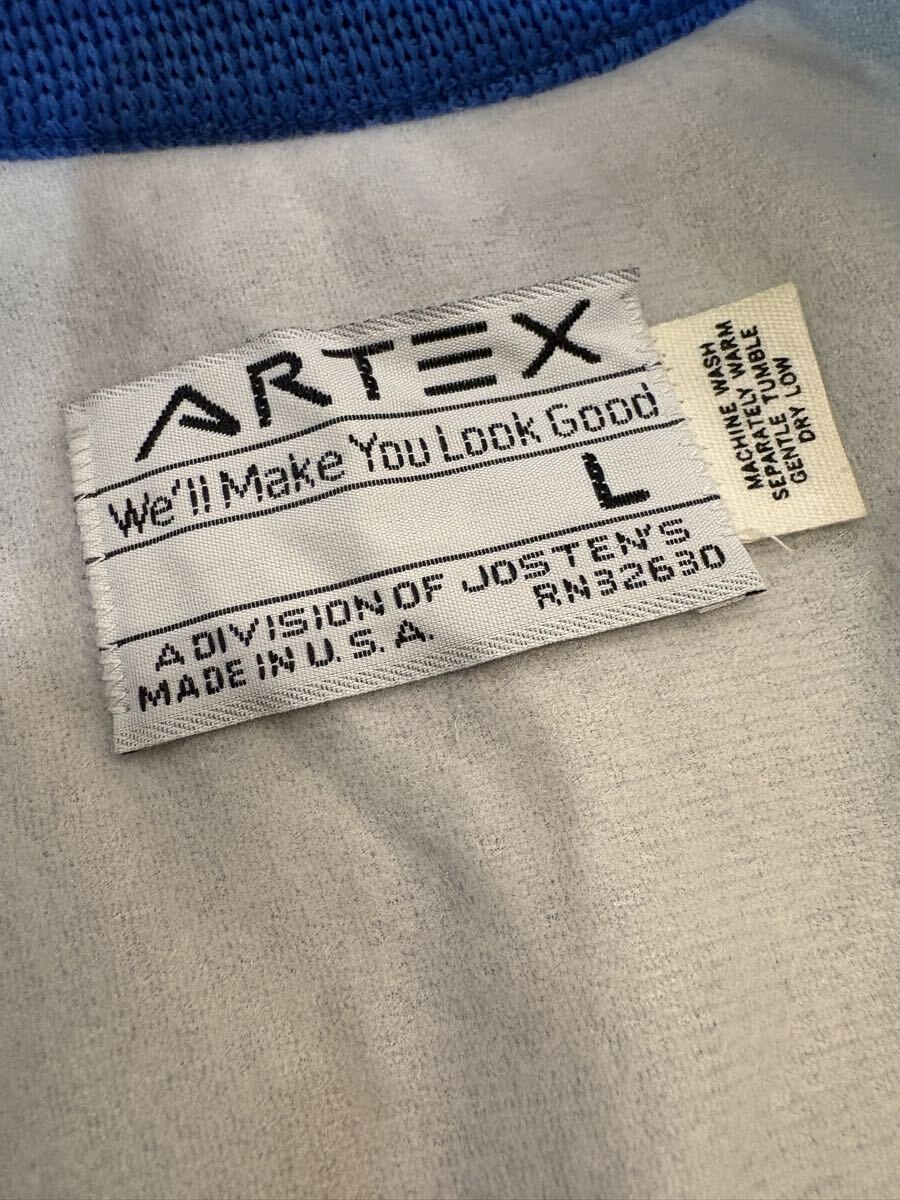 ARTEX
We'll Make You Look Good
L
A DIVISION OF JOSTEN'S
MADE IN U.S.A. RN32630
MACHINE WASH
SEPARATELY WARM
GENTLE TUMBLE
DRY LOW